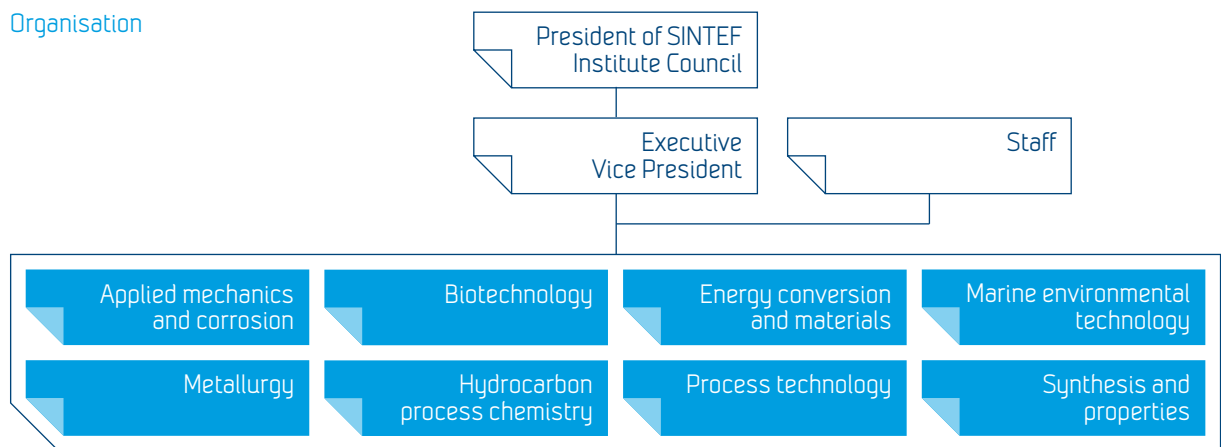 Organisation
President of SINTEF
Institute Council
Executive
Vice President
Staff
Applied mechanics
and corrosion
Biotechnology
Energy conversion
and materials
Marine environmental
technology
Metallurgy
Hydrocarbon
process chemistry
Process technology
Synthesis and
properties